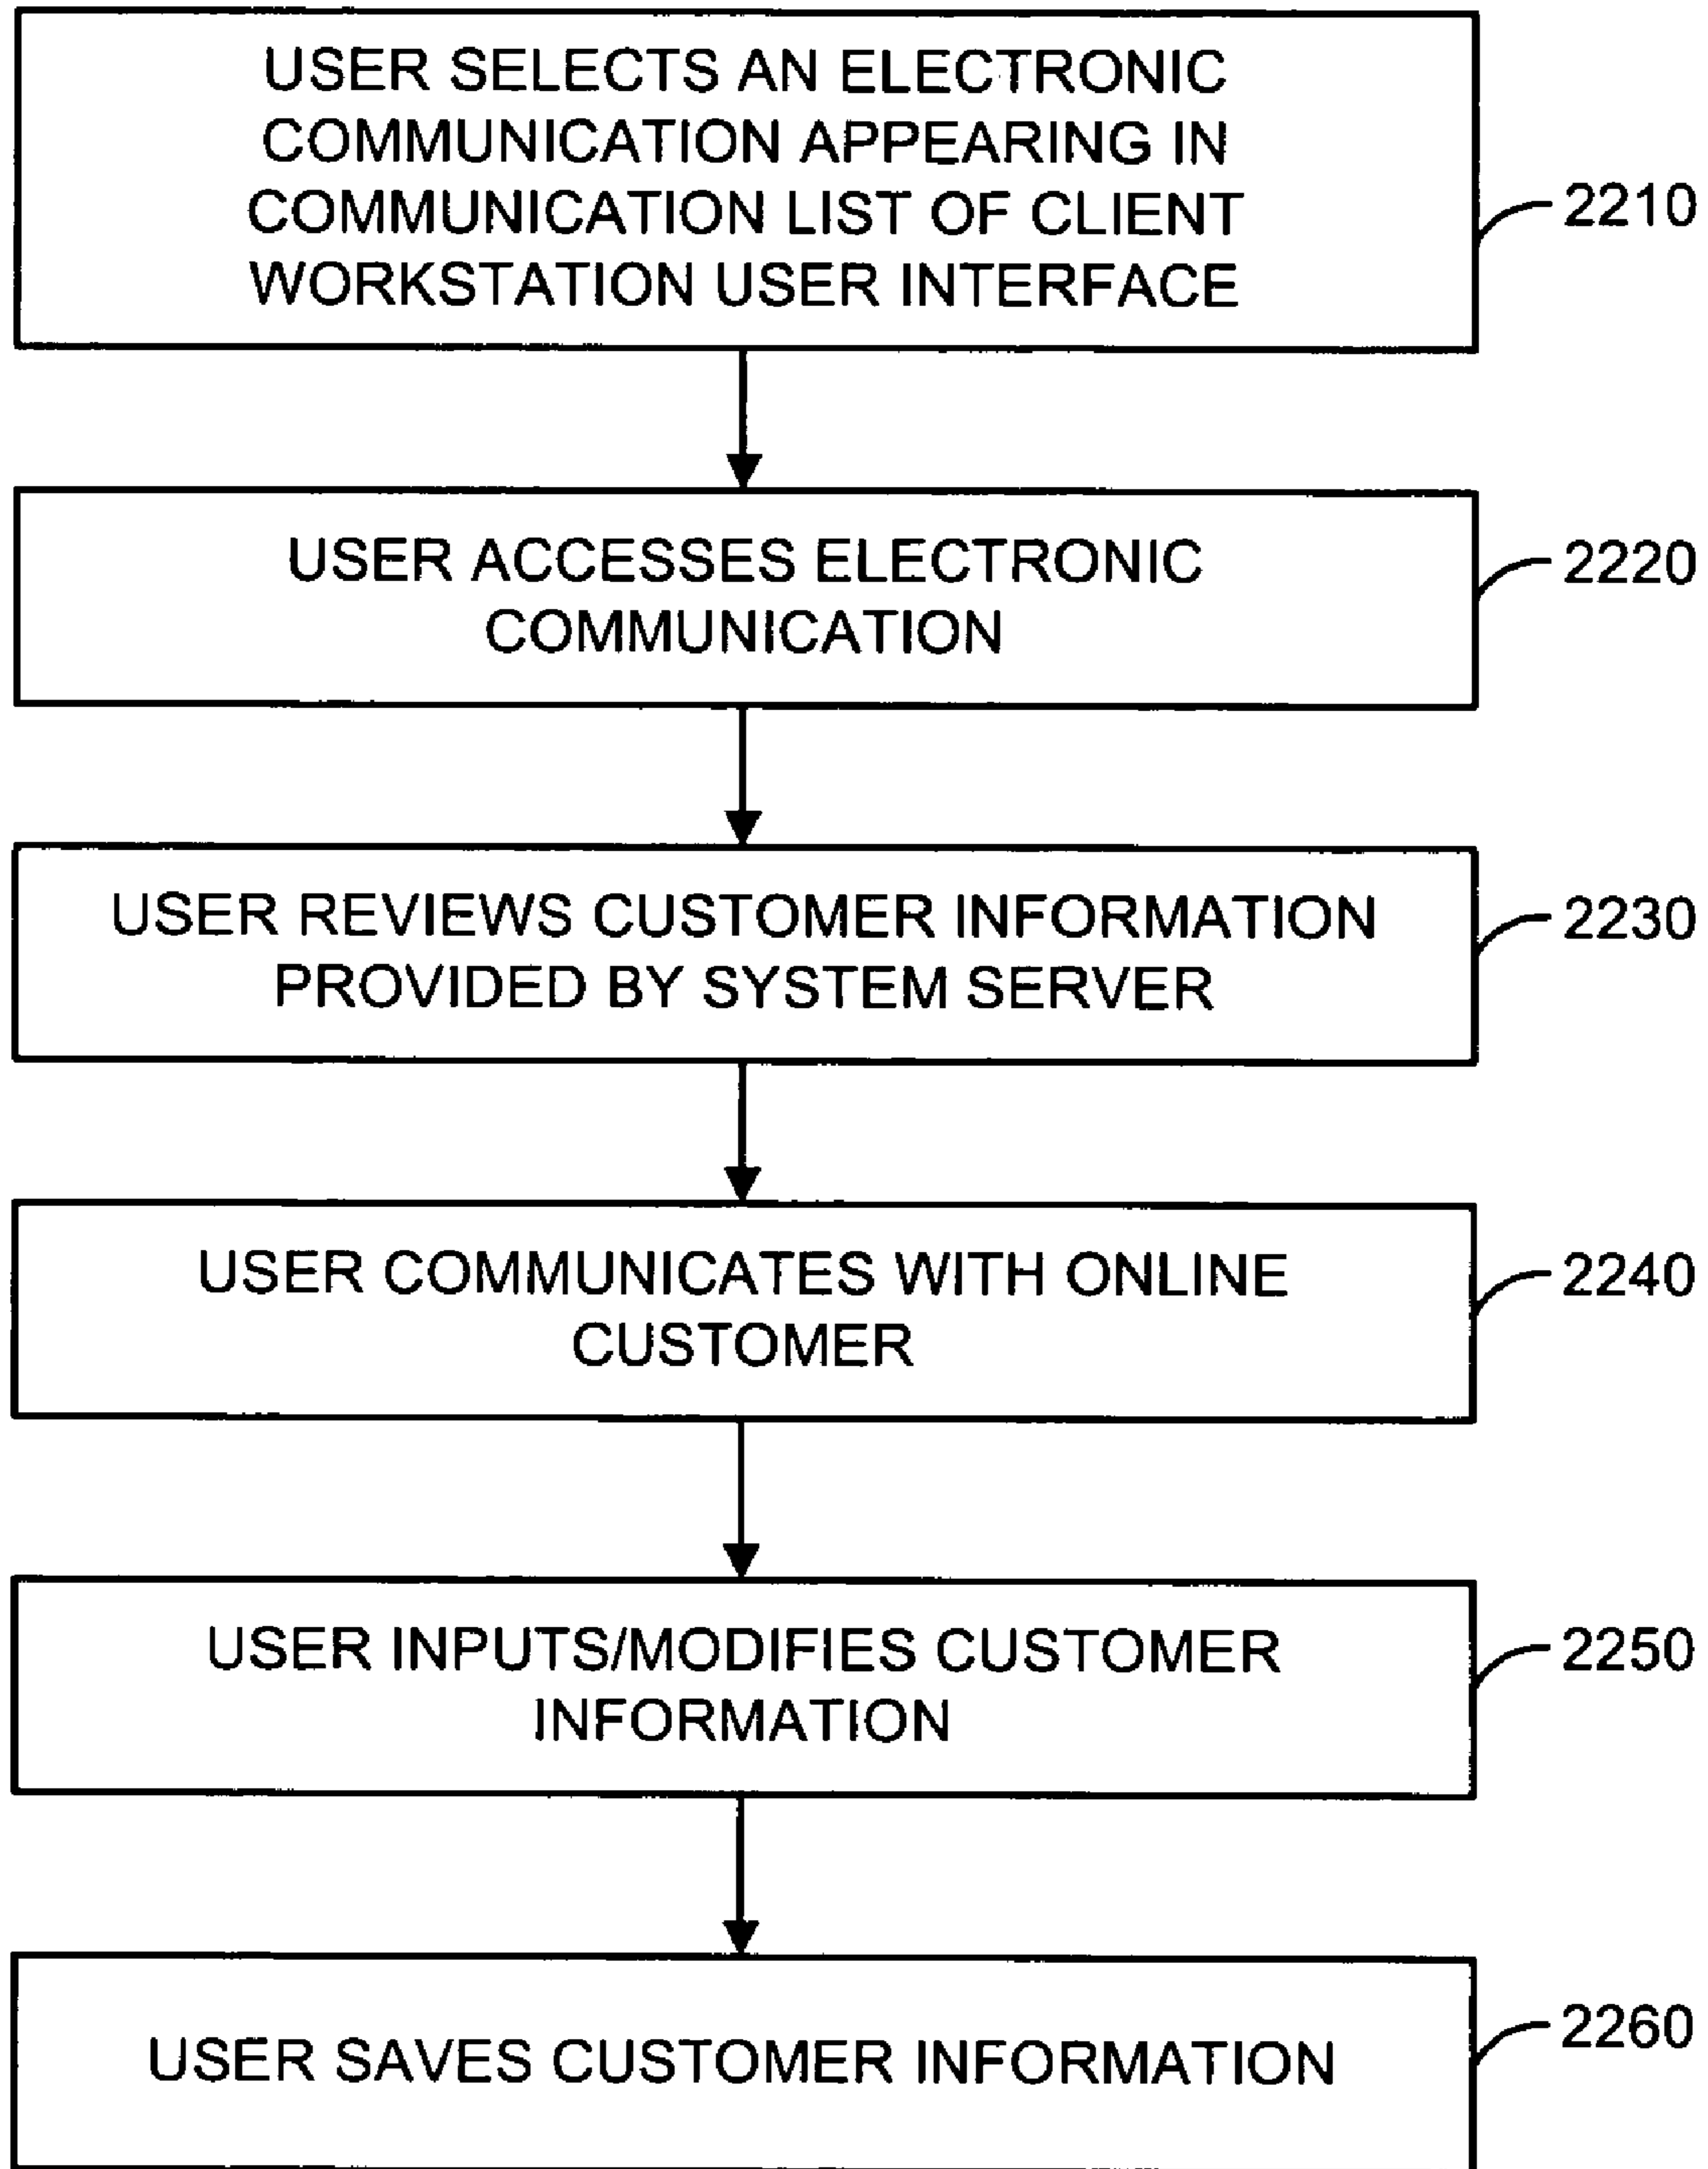 USER SELECTS AN ELECTRONIC
COMMUNICATION APPEARING IN
COMMUNICATION LIST OF CLIENT
WORKSTATION USER INTERFACE
2210
USER ACCESSES ELECTRONIC
COMMUNICATION
2220
USER REVIEWS CUSTOMER INFORMATION
PROVIDED BY SYSTEM SERVER
2230
USER COMMUNICATES WITH ONLINE
CUSTOMER
2240
USER INPUTS/MODIFIES CUSTOMER
INFORMATION
2250
USER SAVES CUSTOMER INFORMATION
2260